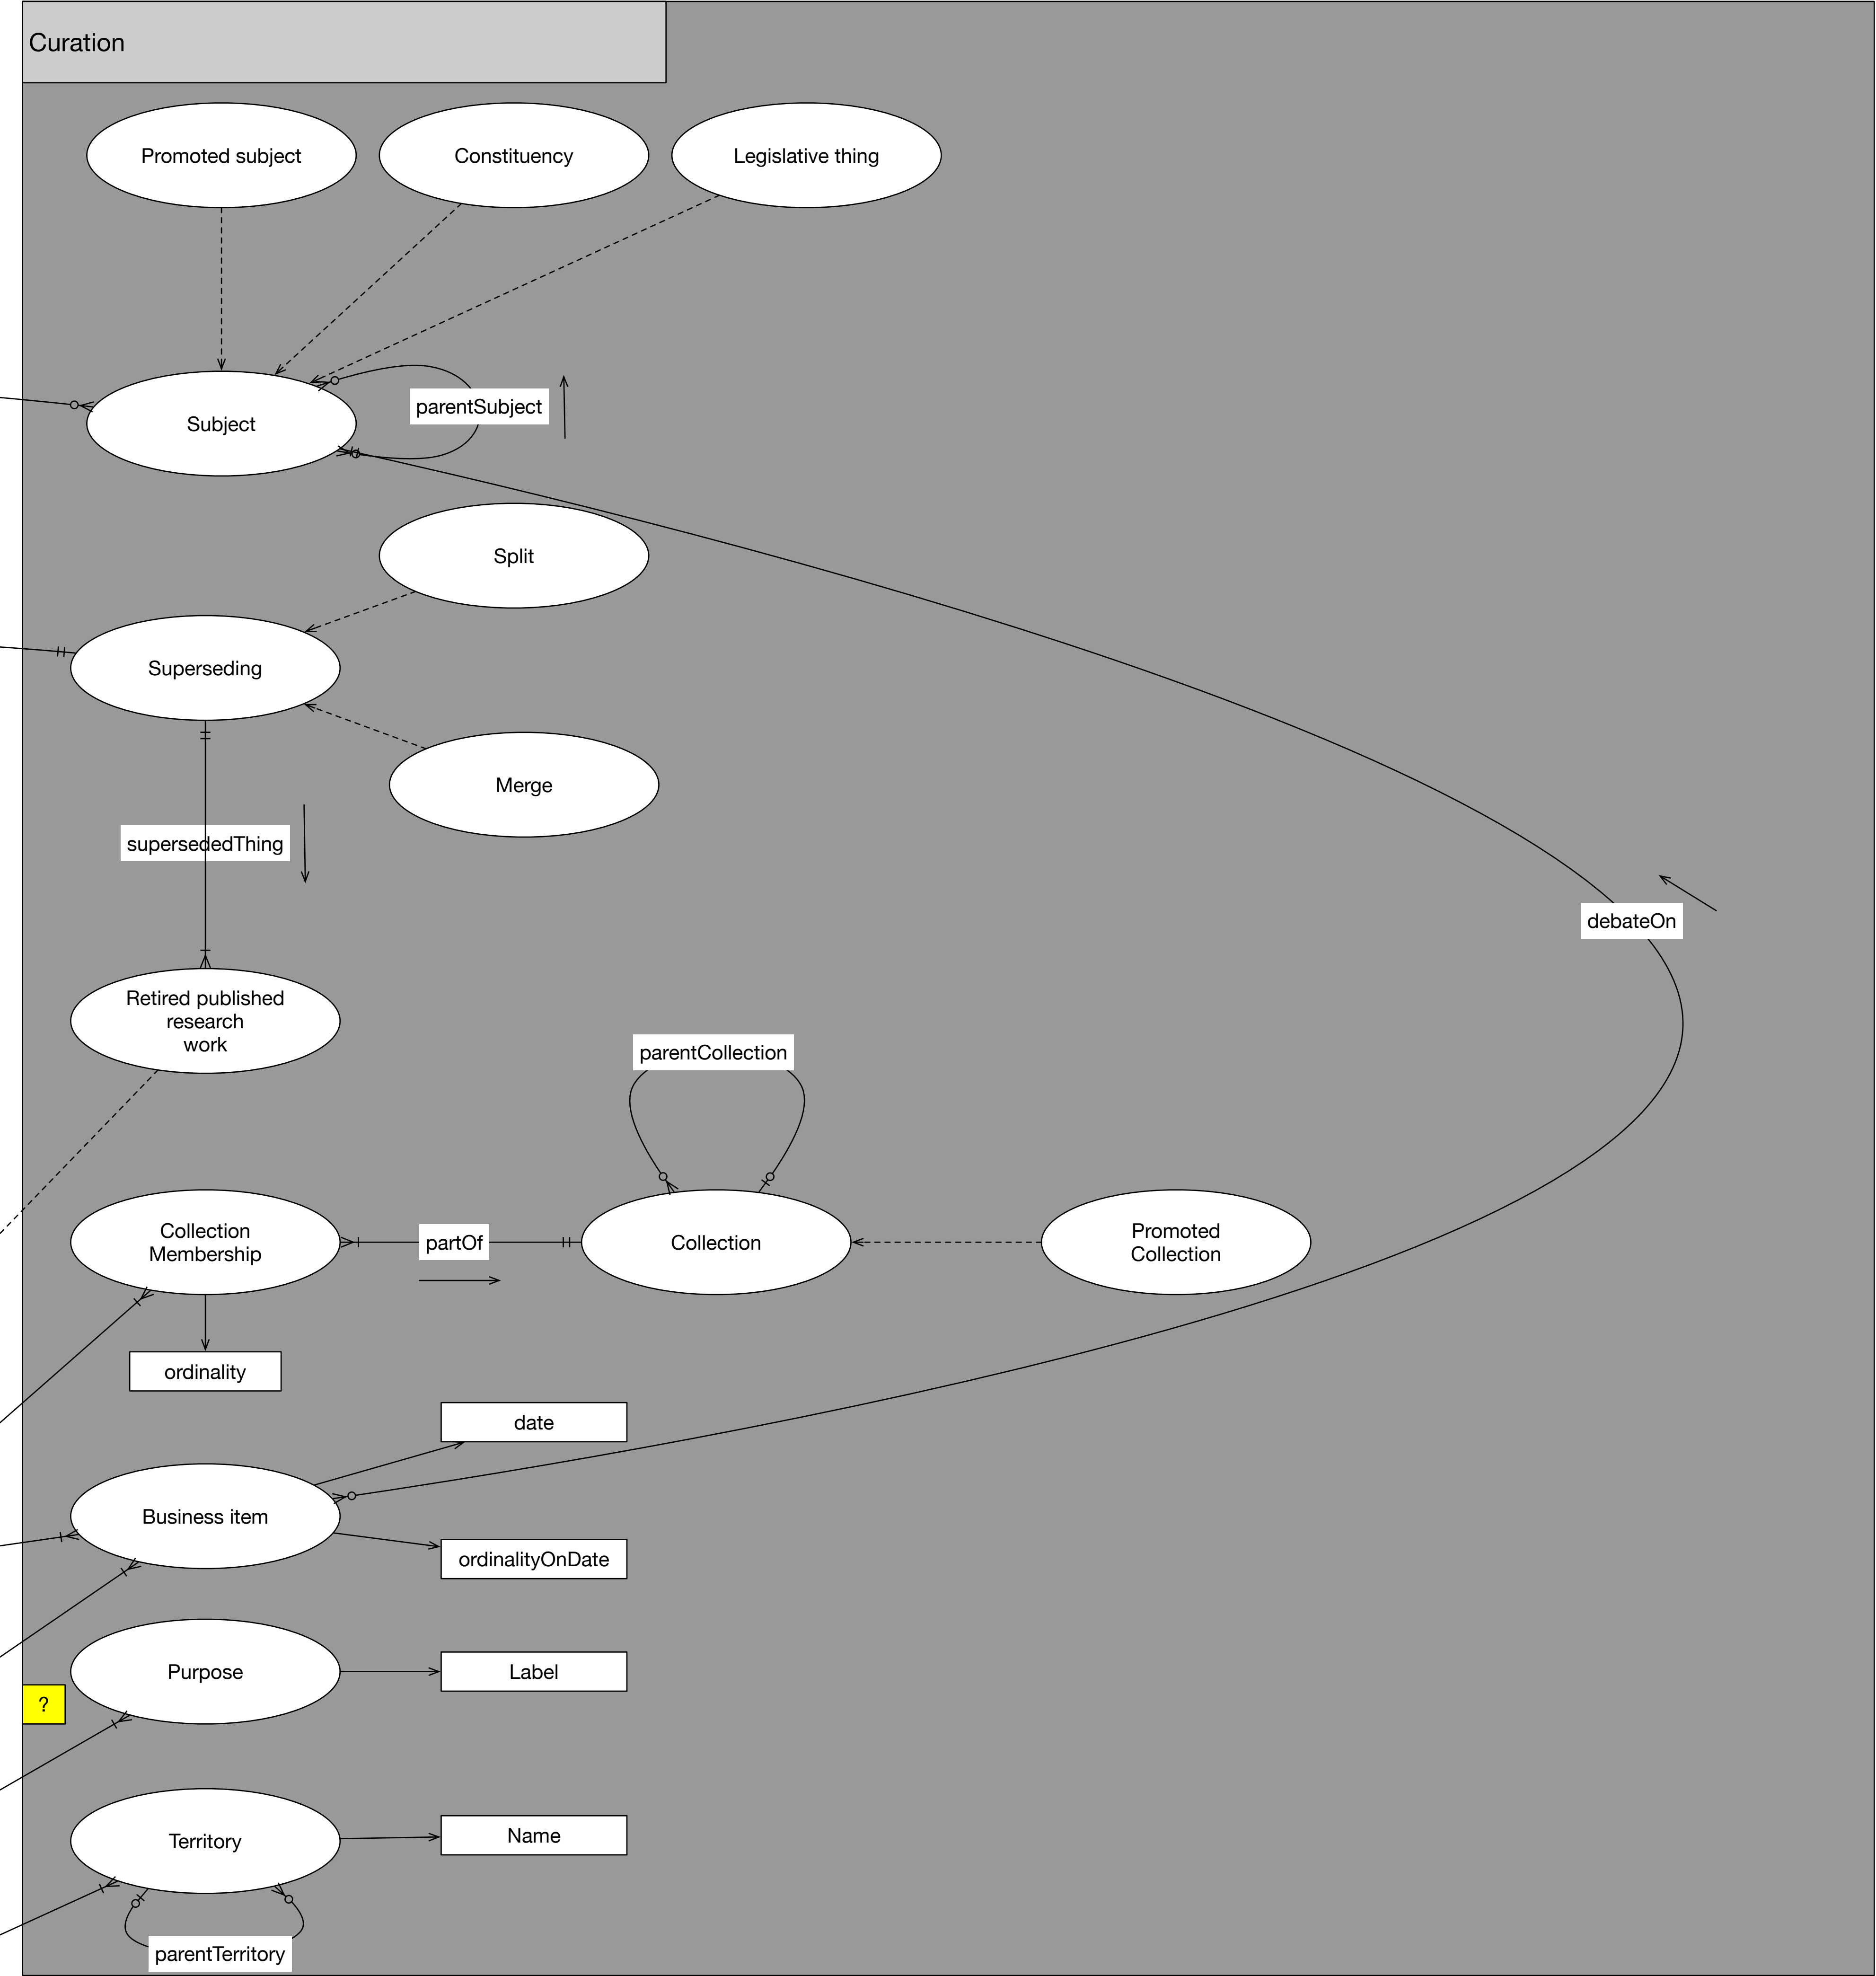 Curation
Promoted subject
Constituency
Legislative thing
Subject
parentSubject
Split
Superseding
Merge
supersededThing
debateOn
Retired published
research
work
parentCollection
Collection
Membership
partOf
Collection
Promoted
Collection
ordinality
date
Business item
ordinalityOnDate
Purpose
Label
?
Territory
Name
parentTerritory